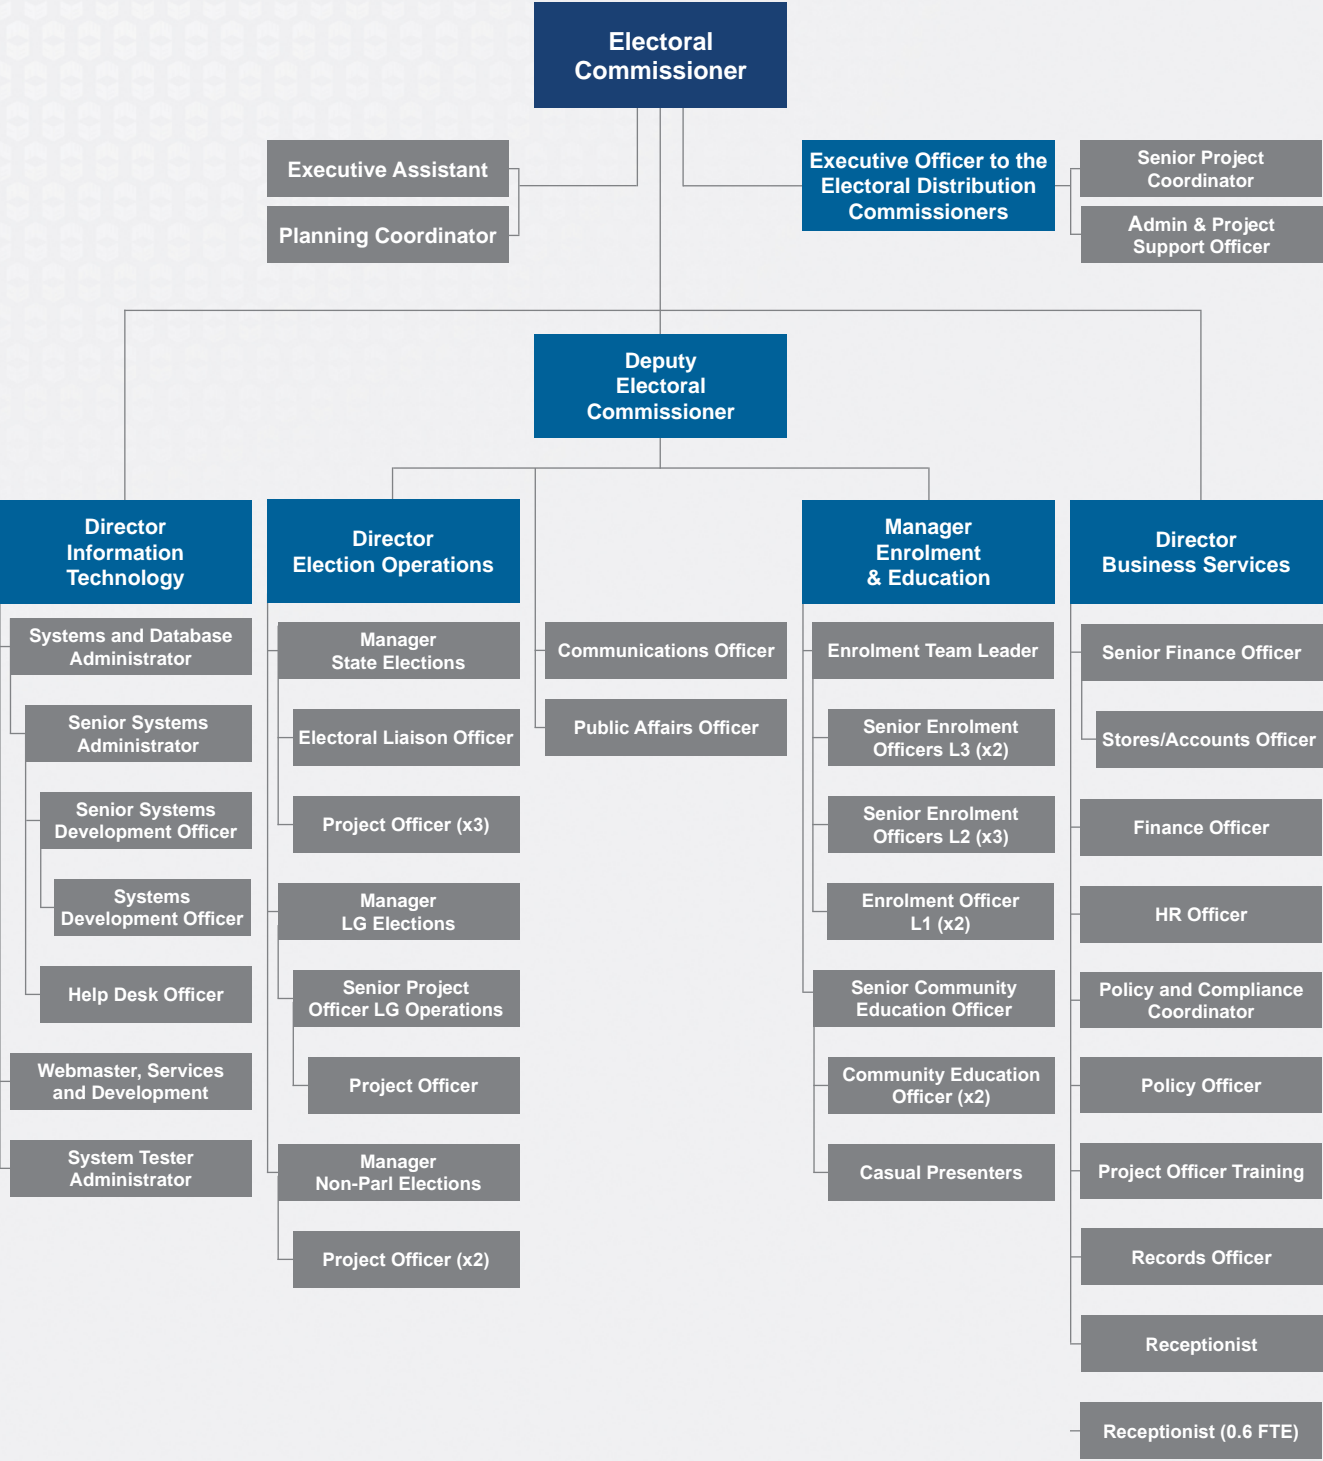 Electoral
Commissioner
Executive Assistant
Planning Coordinator
Executive Officer to the
Electoral Distribution
Commissioners
Senior Project
Coordinator
Admin & Project
Support Officer
Deputy
Electoral
Commissioner
Director
Information
Technology
Systems and Database
Administrator
Senior Systems
Administrator
Senior Systems
Development Officer
Systems
Development Officer
Help Desk Officer
Webmaster, Services
and Development
System Tester
Administrator
Director
Election Operations
Manager
State Elections
Electoral Liaison Officer
Project Officer (x3)
Manager
LG Elections
Senior Project
Officer LG Operations
Project Officer
Manager
Non-Parl Elections
Project Officer (x2)
Communications Officer
Public Affairs Officer
Manager
Enrolment
& Education
Enrolment Team Leader
Senior Enrolment
Officers L3 (x2)
Senior Enrolment
Officers L2 (x3)
Enrolment Officer
L1 (x2)
Senior Community
Education Officer
Community Education
Officer (x2)
Casual Presenters
Director
Business Services
Senior Finance Officer
Stores/Accounts Officer
Finance Officer
HR Officer
Policy and Compliance
Coordinator
Policy Officer
Project Officer Training
Records Officer
Receptionist
Receptionist (0.6 FTE)